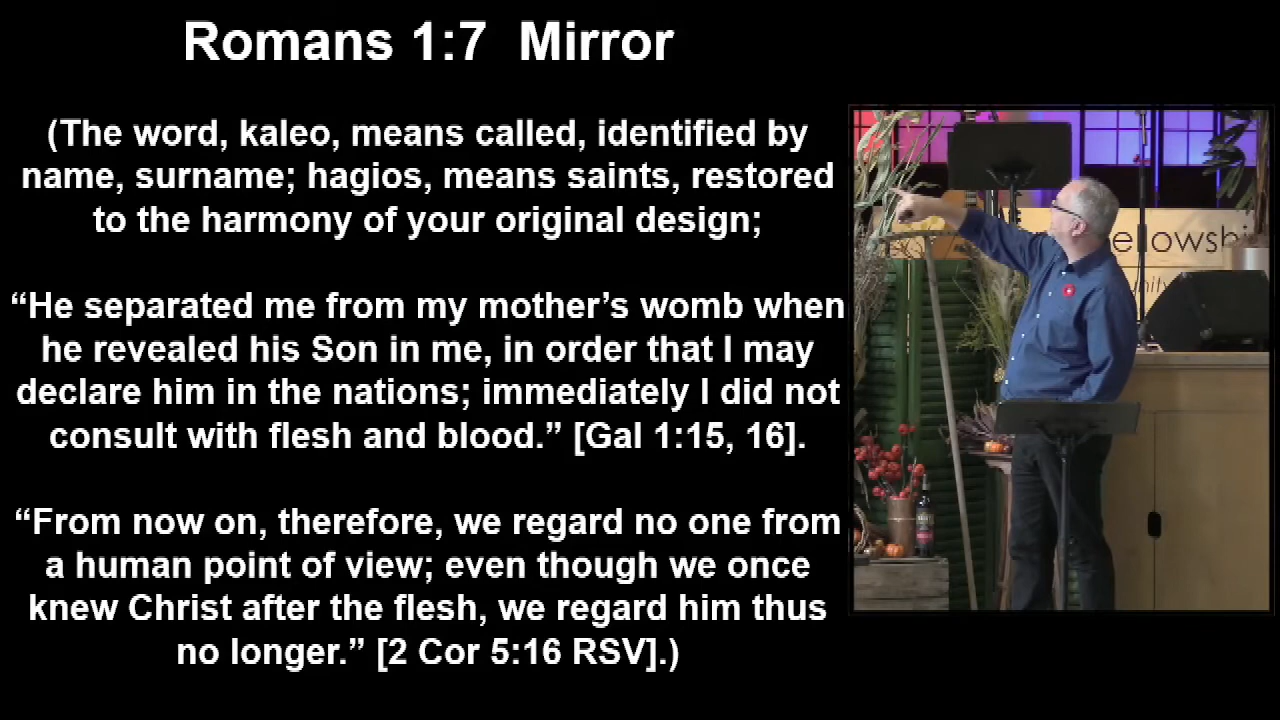 Romans 1:7 Mirror
(The word, kaleo, means called, identified by
name, surname; hagios, means saints, restored
to the harmony of your original design;
“He separated me from my mother’s womb when
he revealed his Son in me, in order that I may
declare him in the nations; immediately I did not
consult with flesh and blood.” [Gal 1:15, 16].
“From now on, therefore, we regard no one from
a human point of view; even though we once
knew Christ after the flesh, we regard him thus
no longer.” [2 Cor 5:16 RSV].)